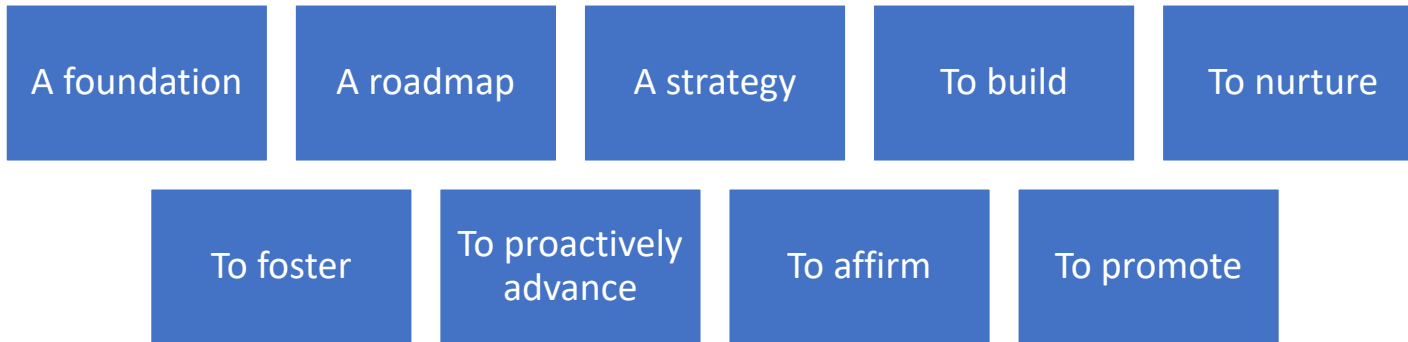 A foundation
A roadmap
A strategy
To build
To nurture
To foster
To proactively
advance
To affirm
To promote